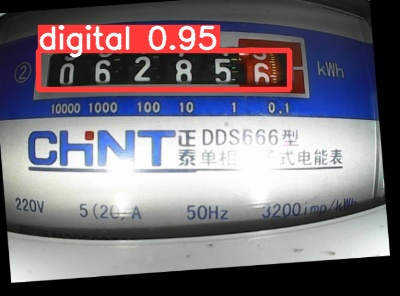 digital 0.95
② 0 6 2 8 5 6 kWh
10000 1000 100 10 1 0.1
CHNT 正泰 DDS666型
单相 子式电能表
220V 5(20)A 50Hz 3200imp/kWh